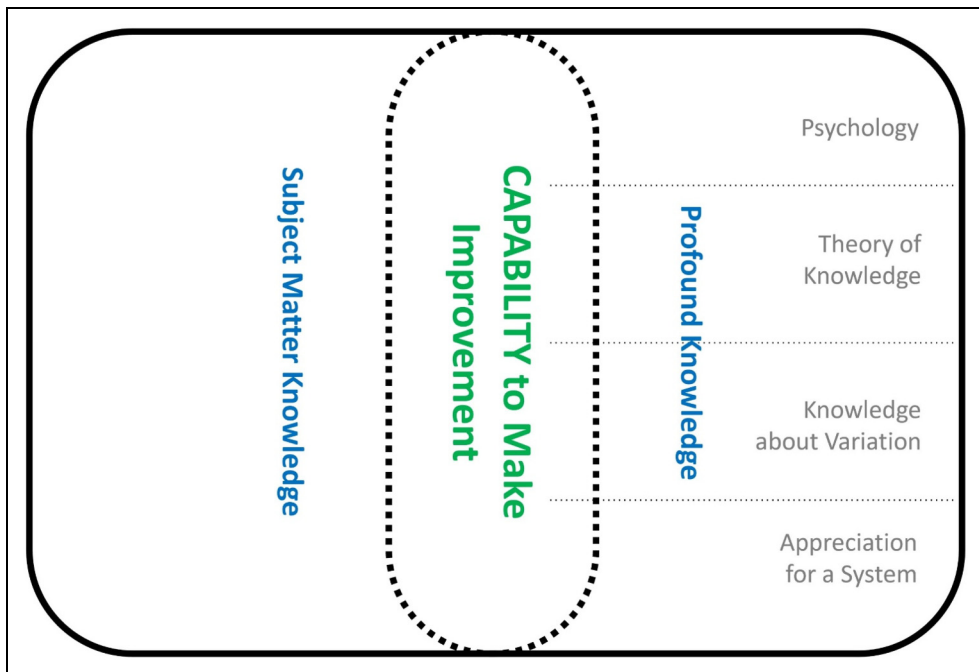 Subject Matter Knowledge
CAPABILITY to Make
Improvement
Profound Knowledge
Psychology
Theory of
Knowledge
Knowledge
about Variation
Appreciation
for a System